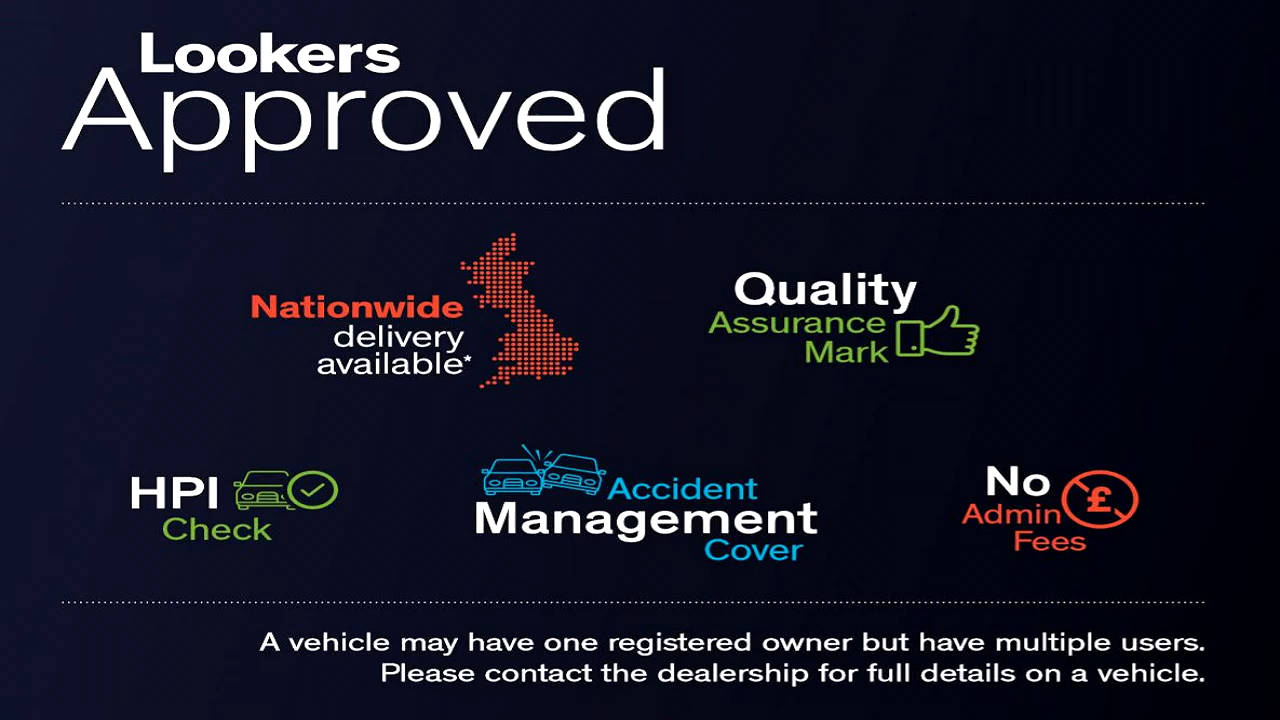 Lookers
Approved
Nationwide
delivery
available*
Quality
Assurance
Mark
HPI
Check
Accident
Management
Cover
No
Admin
£
Fees
A vehicle may have one registered owner but have multiple users.
Please contact the dealership for full details on a vehicle.